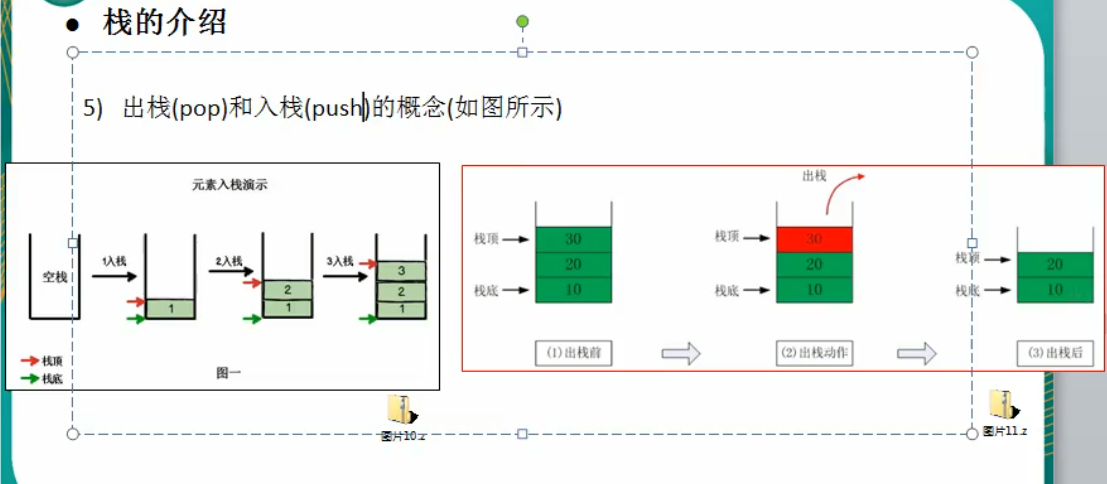 栈的介绍
5) 出栈(pop)和入栈(push)的概念(如图所示)
元素入栈演示
空栈
1入栈
1
2入栈
2
1
3入栈
3
2
1
栈顶
栈底
图一
栈顶
30
20
栈底
10
(1)出栈前
出栈
栈顶
30
20
栈底
10
(2)出栈动作
栈顶
20
栈底
10
(3)出栈后
图片10.z
图片11.z